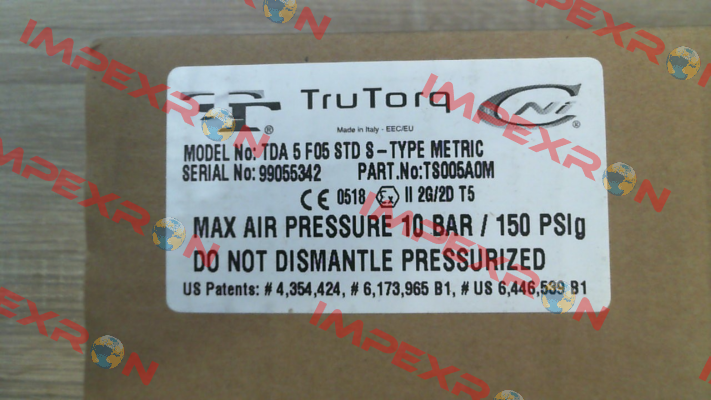 TruTorq
CNi
Made in Italy - EEC/EU
MODEL No: TDA 5 F05 STD S-TYPE METRIC
SERIAL No: 99055342 PART.No:TS005A0M
CE 0518 Ex II 2G/2D T5
MAX AIR PRESSURE 10 BAR / 150 PSIg
DO NOT DISMANTLE PRESSURIZED
US Patents: # 4,354,424, # 6,173,965 B1, # US 6,446,539 B1
IMPEXRON
IMPEXRON
IMPEXRON
IMPEXRON
IMPEXRON